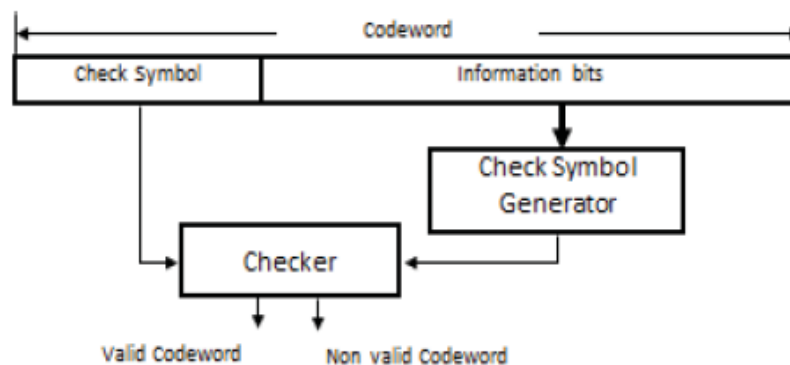 Codeword
Check Symbol
Information bits
Check Symbol
Generator
Checker
Valid Codeword
Non valid Codeword